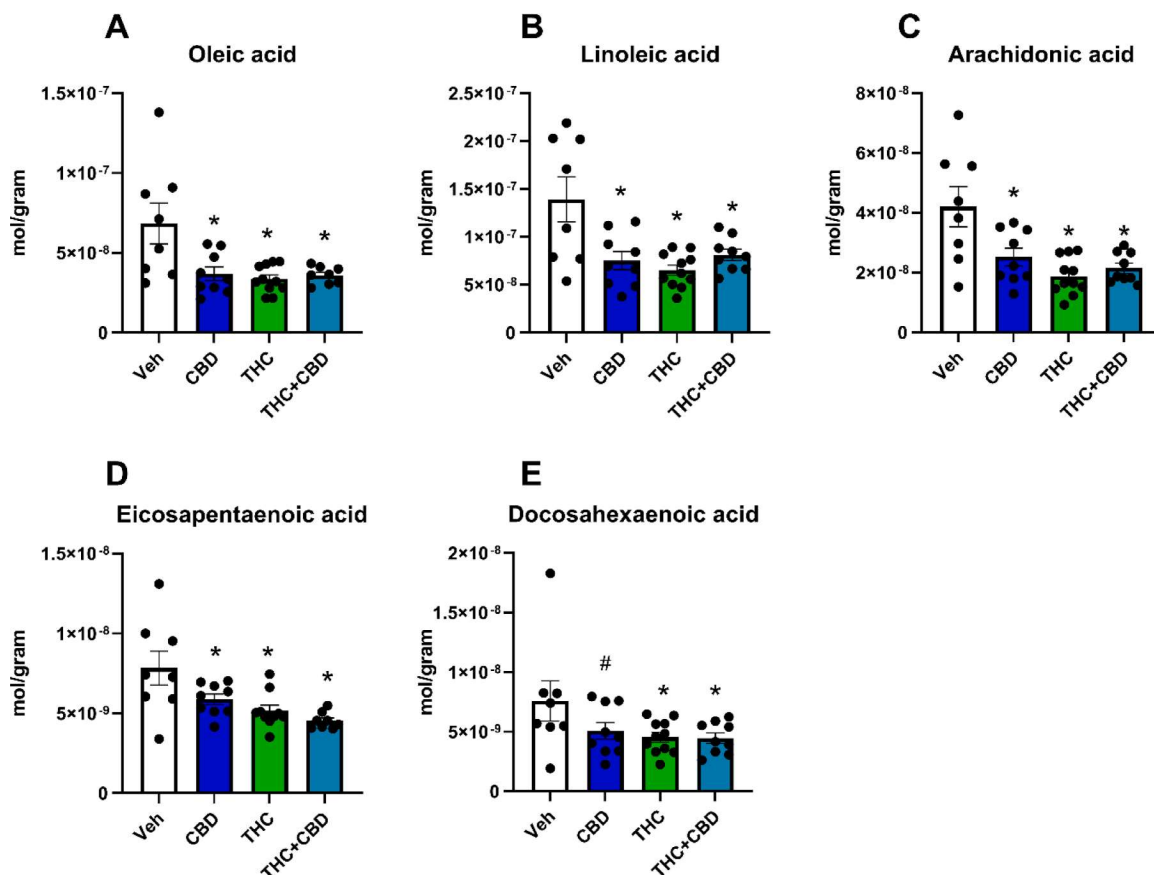 A
Oleic acid
1.5×10⁻⁷
1×10⁻⁷
5×10⁻⁸
0
mol/gram
* * *
Veh CBD THC THC+CBD
B
Linoleic acid
2.5×10⁻⁷
2×10⁻⁷
1.5×10⁻⁷
1×10⁻⁷
5×10⁻⁸
0
mol/gram
* * *
Veh CBD THC THC+CBD
C
Arachidonic acid
8×10⁻⁸
6×10⁻⁸
4×10⁻⁸
2×10⁻⁸
0
mol/gram
* * *
Veh CBD THC THC+CBD
D
Eicosapentaenoic acid
1.5×10⁻⁸
1×10⁻⁸
5×10⁻⁹
0
mol/gram
* * *
Veh CBD THC THC+CBD
E
Docosahexaenoic acid
2×10⁻⁸
1.5×10⁻⁸
1×10⁻⁸
5×10⁻⁹
0
mol/gram
# * *
Veh CBD THC THC+CBD